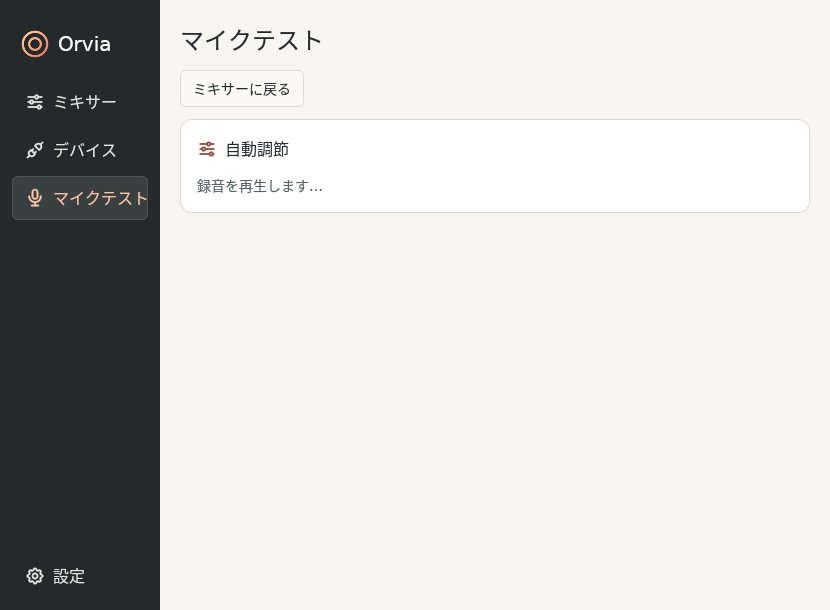 Orvia
ミキサー
デバイス
マイクテスト
設定
マイクテスト
ミキサーに戻る
自動調節
録音を再生します...